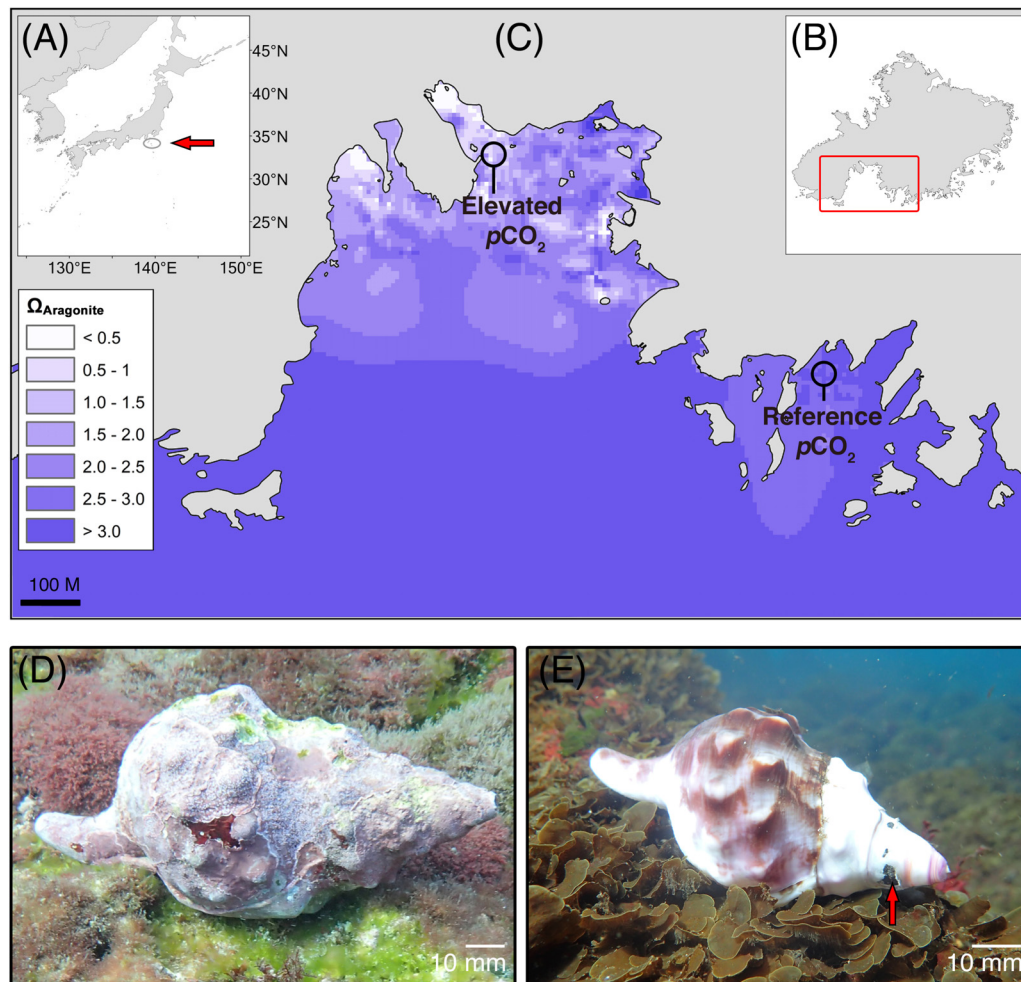 (A)
(C)
(B)
45°N
40°N
35°N
30°N
25°N
130°E
140°E
150°E
Elevated
pCO₂
Ω Aragonite
< 0.5
0.5 - 1
1.0 - 1.5
1.5 - 2.0
2.0 - 2.5
2.5 - 3.0
> 3.0
Reference
pCO₂
100 M
(D)
(E)
10 mm
10 mm